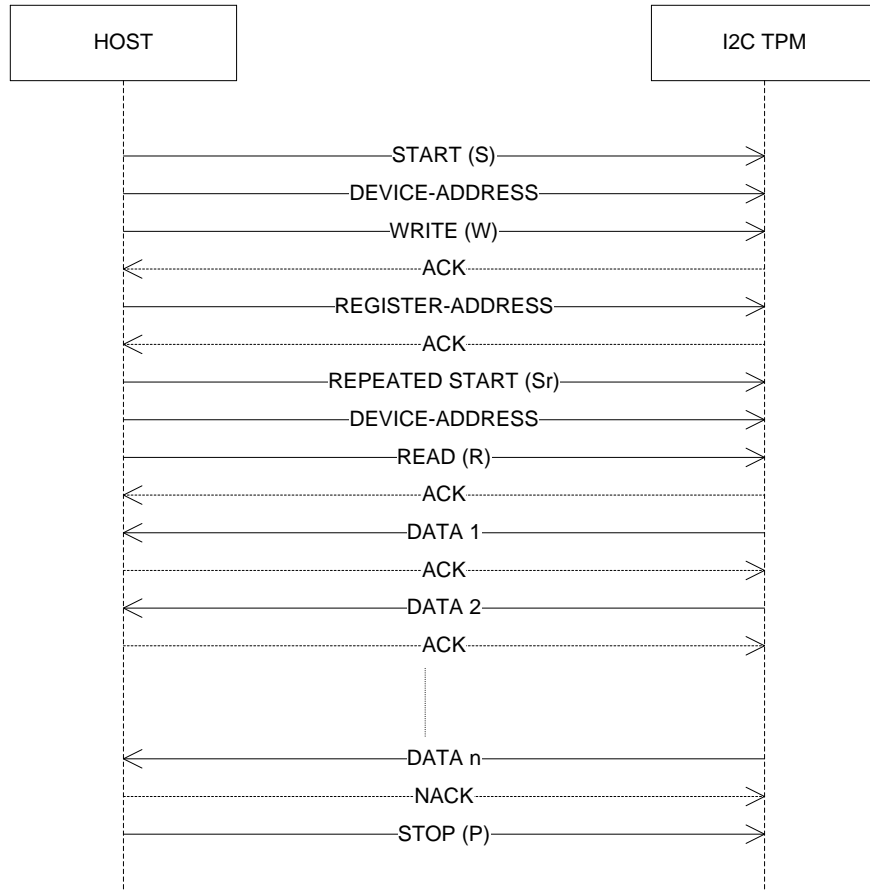 HOST
I2C TPM
START (S)
DEVICE-ADDRESS
WRITE (W)
ACK
REGISTER-ADDRESS
ACK
REPEATED START (Sr)
DEVICE-ADDRESS
READ (R)
ACK
DATA 1
ACK
DATA 2
ACK
DATA n
NACK
STOP (P)